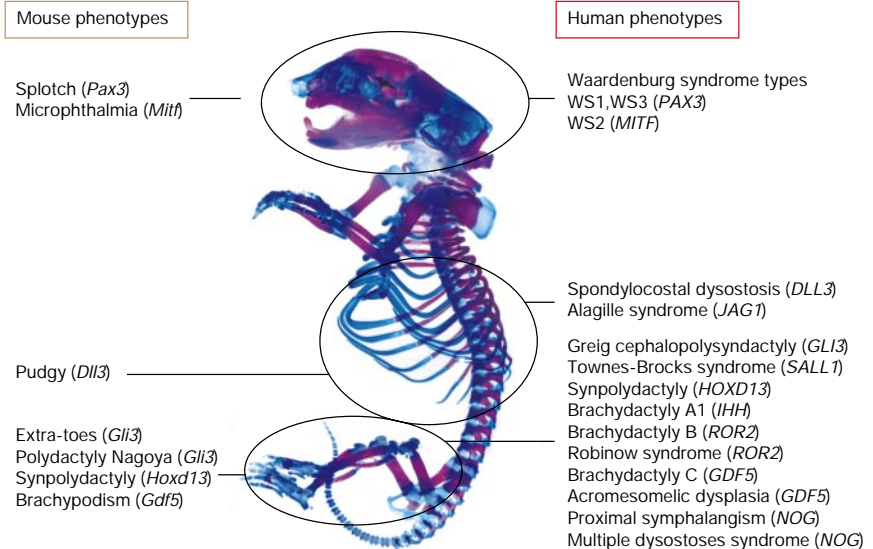 Mouse phenotypes
Splotch (Pax3)
Microphthalmia (Mitf)
Pudgy (Dll3)
Extra-toes (Gli3)
Polydactyly Nagoya (Gli3)
Synpolydactyly (Hoxd13)
Brachypodism (Gdf5)
Human phenotypes
Waardenburg syndrome types
WS1,WS3 (PAX3)
WS2 (MITF)
Spondylocostal dysostosis (DLL3)
Alagille syndrome (JAG1)
Greig cephalopolysyndactyly (GLI3)
Townes-Brocks syndrome (SALL1)
Synpolydactyly (HOXD13)
Brachydactyly A1 (IHH)
Brachydactyly B (ROR2)
Robinow syndrome (ROR2)
Brachydactyly C (GDF5)
Acromesomelic dysplasia (GDF5)
Proximal symphalangism (NOG)
Multiple dysostoses syndrome (NOG)